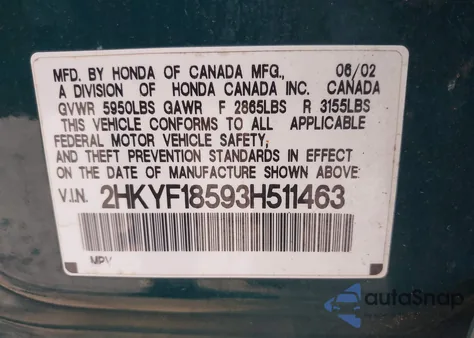 MFD. BY HONDA OF CANADA MFG., 06/02
A DIVISION OF HONDA CANADA INC. CANADA
GVWR 5950LBS GAWR F 2865LBS R 3155LBS
THIS VEHICLE CONFORMS TO ALL APPLICABLE
FEDERAL MOTOR VEHICLE SAFETY,
AND THEFT PREVENTION STANDARDS IN EFFECT
ON THE DATE OF MANUFACTURE SHOWN ABOVE.
V.I.N. 2HKYF18593H511463
MPV
autoSnap